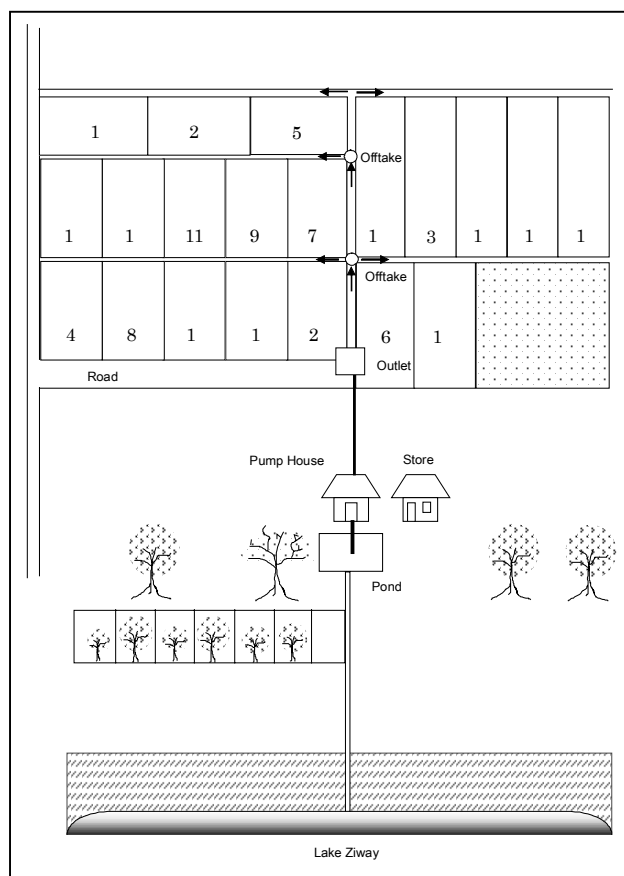 1 2 5
Offtake
1 1 11 9 7 1 3 1 1 1
Offtake
4 8 1 1 2 6 1
Outlet
Road
Pump House Store
Pond
Lake Ziway